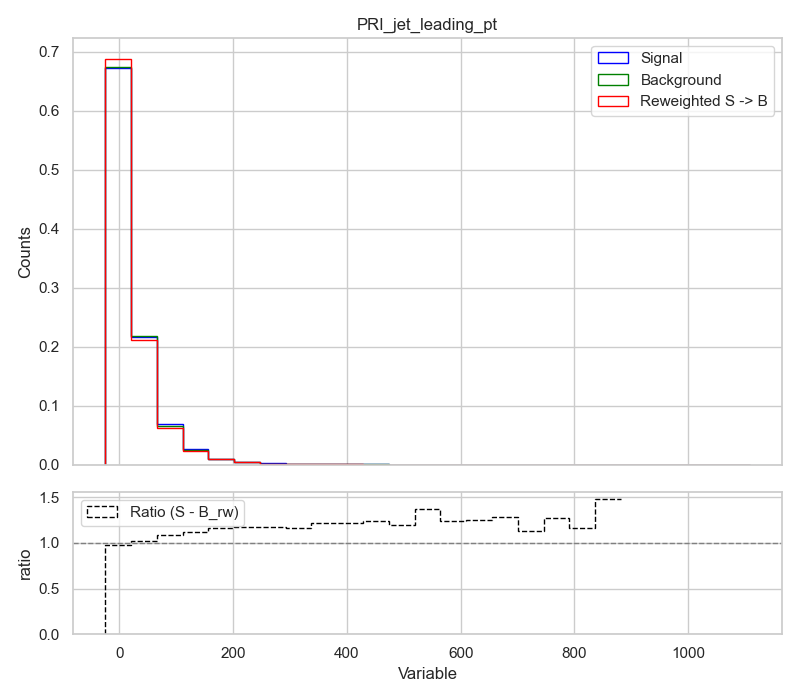 PRI_jet_leading_pt
0.7
0.6
0.5
0.4
0.3
0.2
0.1
0.0
Counts
Signal
Background
Reweighted S -> B
1.5
1.0
0.5
0.0
ratio
Ratio (S - B_rw)
0 200 400 600 800 1000
Variable